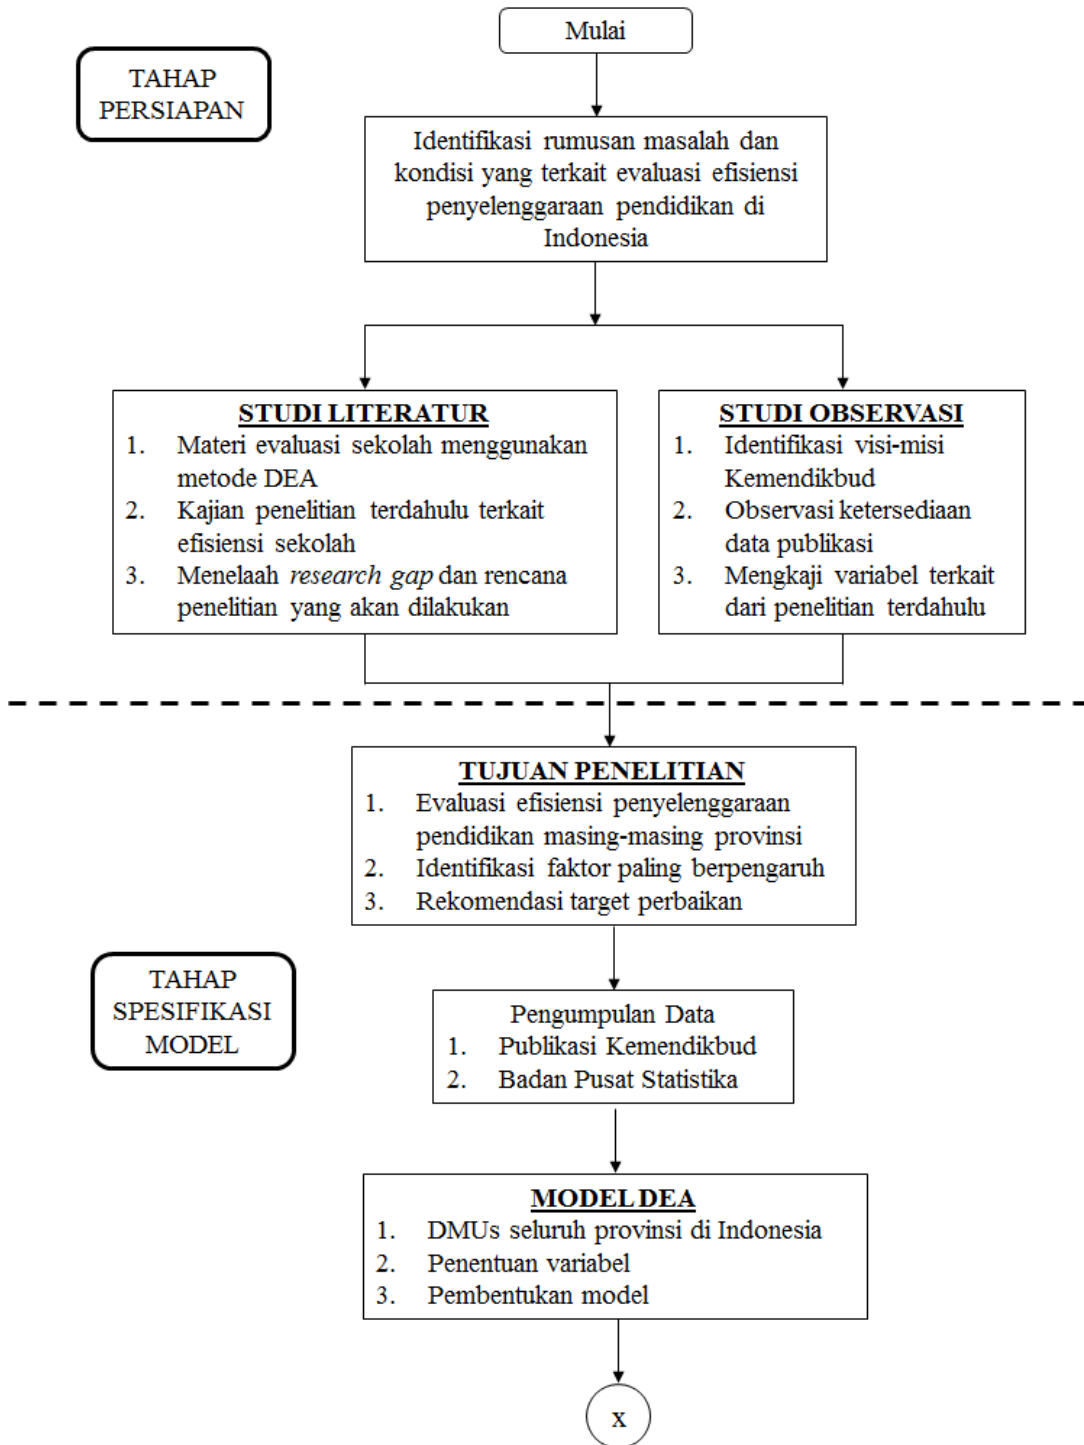 Mulai
TAHAP
PERSIAPAN
Identifikasi rumusan masalah dan
kondisi yang terkait evaluasi efisiensi
penyelenggaraan pendidikan di
Indonesia
STUDI LITERATUR
1. Materi evaluasi sekolah menggunakan
metode DEA
2. Kajian penelitian terdahulu terkait
efisiensi sekolah
3. Menelaah research gap dan rencana
penelitian yang akan dilakukan
STUDI OBSERVASI
1. Identifikasi visi-misi
Kemendikbud
2. Observasi ketersediaan
data publikasi
3. Mengkaji variabel terkait
dari penelitian terdahulu
TUJUAN PENELITIAN
1. Evaluasi efisiensi penyelenggaraan
pendidikan masing-masing provinsi
2. Identifikasi faktor paling berpengaruh
3. Rekomendasi target perbaikan
TAHAP
SPESIFIKASI
MODEL
Pengumpulan Data
1. Publikasi Kemendikbud
2. Badan Pusat Statistika
MODEL DEA
1. DMUs seluruh provinsi di Indonesia
2. Penentuan variabel
3. Pembentukan model
x